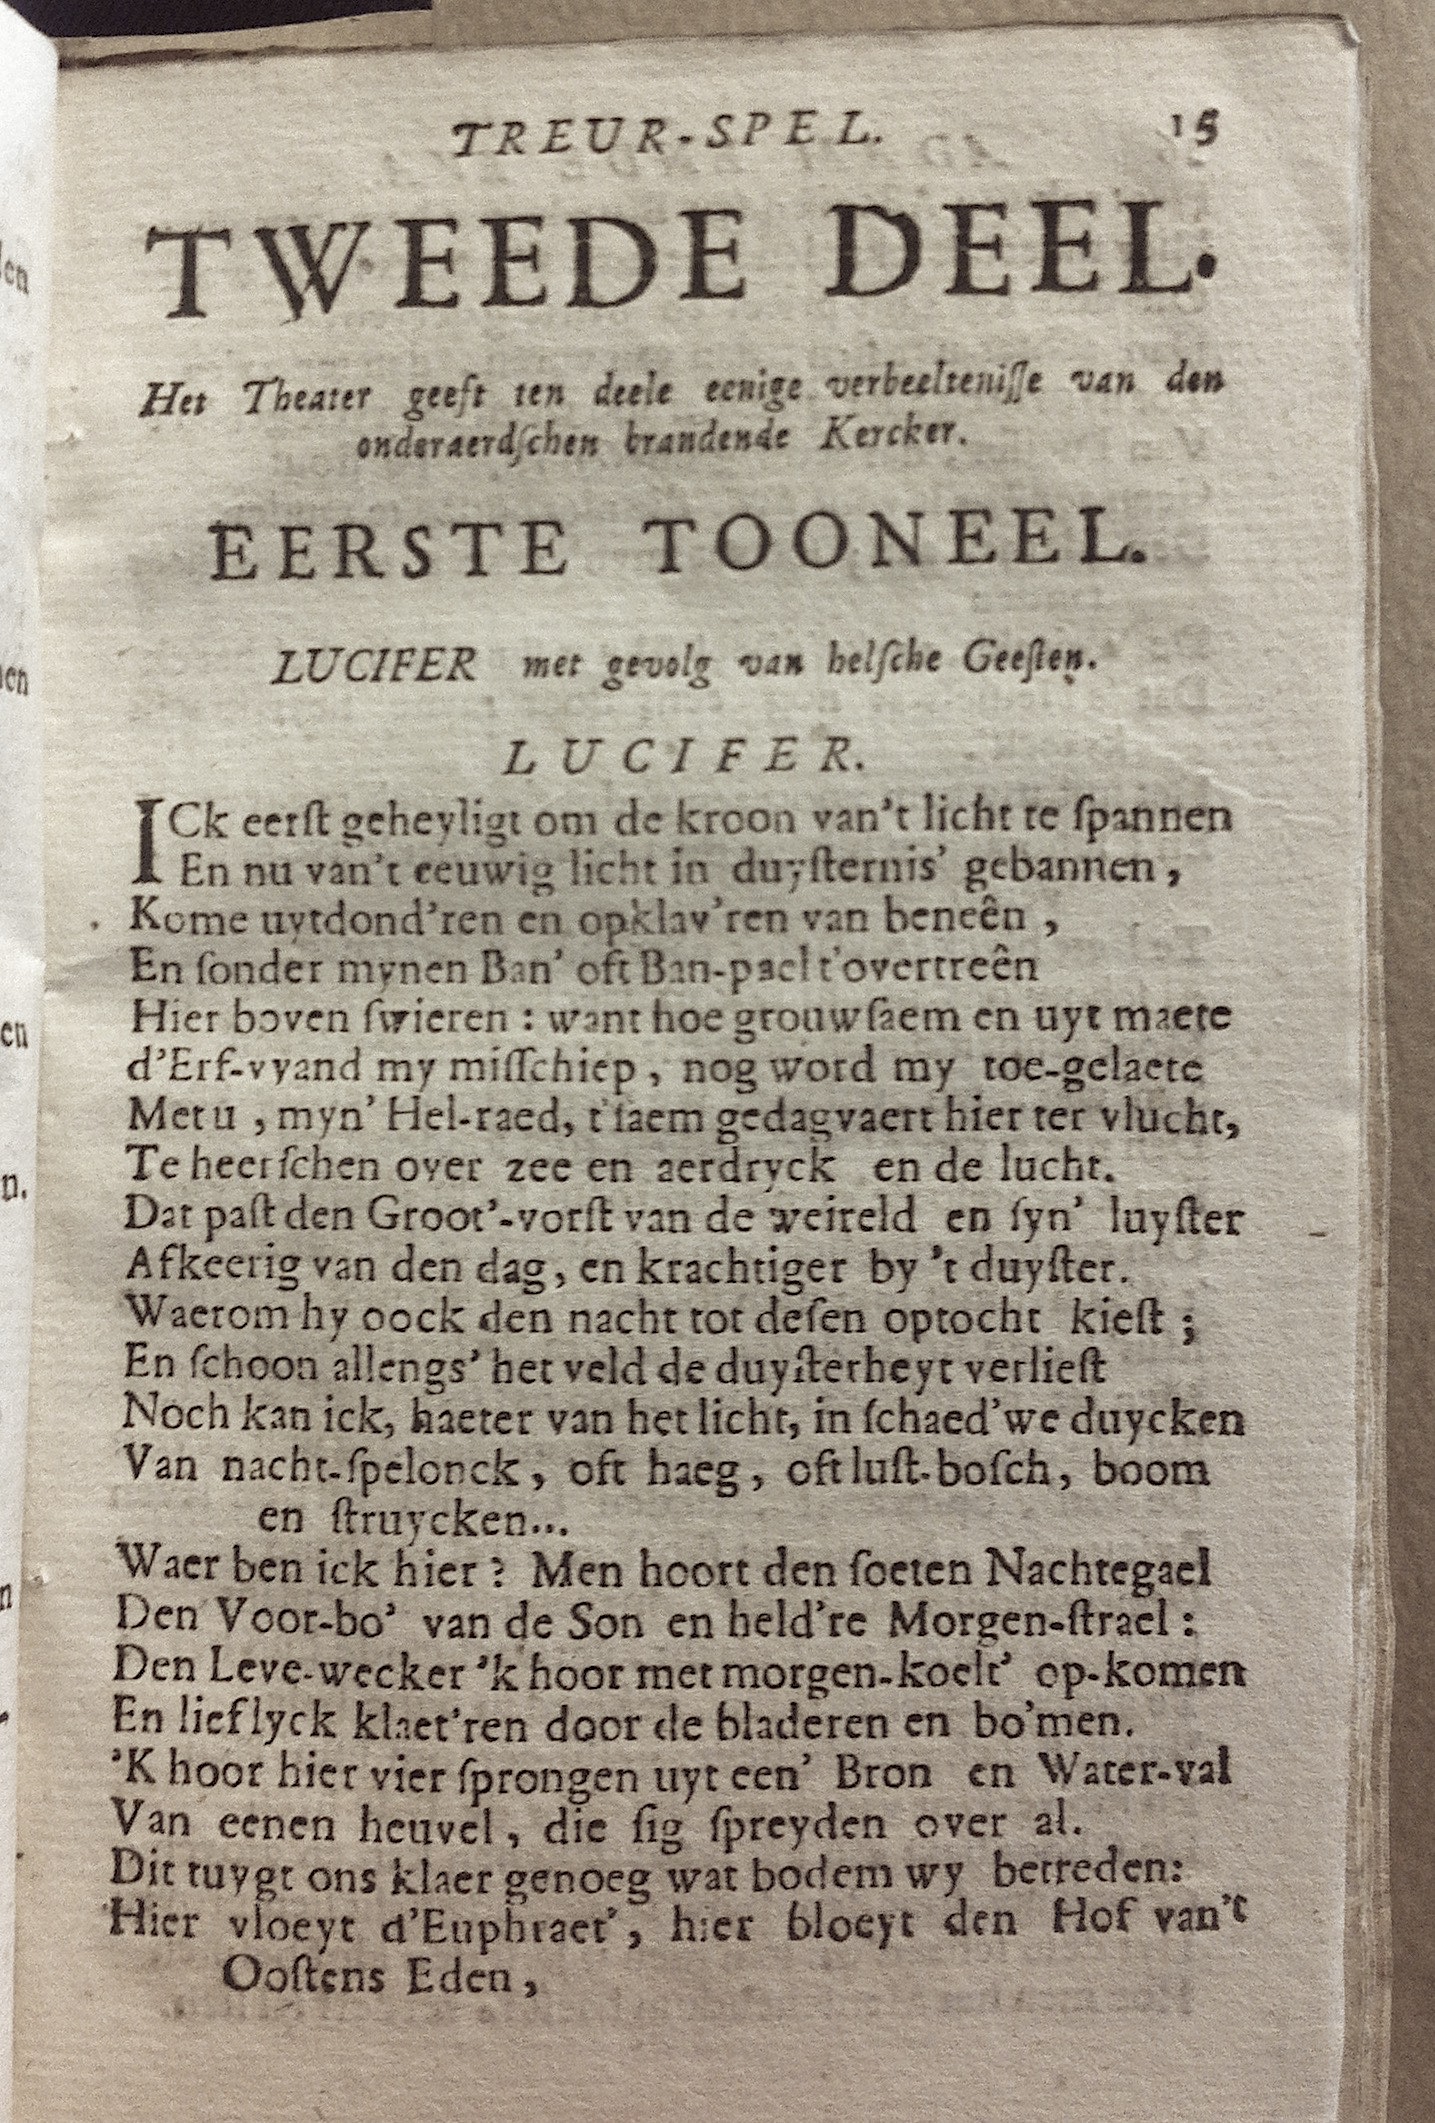 TREUR-SPEL. 15
TWEEDE DEEL.
Het Theater geeft ten deele eenige verbeelteniſſe van den
onderaerdſchen brandende Kercker.
EERSTE TOONEEL.
LUCIFER met gevolg van helſche Geeſten.
LUCIFER.
ICk eerſt geheyligt om de kroon van't licht te ſpannen
En nu van't eeuwig licht in duyſternis' gebannen,
Kome uytdond'ren en opklav'ren van beneên,
En ſonder mynen Ban' oft Ban-pael t'overtreên
Hier boven ſwieren: want hoe grouwſaem en uyt maete
d'Erf-vyand my miſſchiep, nog word my toe-gelaete
Met u, myn' Hel-raed, t'ſaem gedagvaert hier ter vlucht,
Te heerſchen over zee en aerdryck en de lucht.
Dat paſt den Groot'-vorſt van de weireld en ſyn' luyſter
Afkeerig van den dag, en krachtiger by 't duyſter.
Waerom hy oock den nacht tot deſen optocht kieſt;
En ſchoon allengs' het veld de duyſterheyt verlieſt
Noch kan ick, haeter van het licht, in ſchaed'we duycken
Van nacht-ſpelonck, oft haeg, oft luſt-boſch, boom
en ſtruycken...
Waer ben ick hier? Men hoort den ſoeten Nachtegael
Den Voor-bo' van de Son en held're Morgen-ſtrael:
Den Leve-wecker 'k hoor met morgen-koelt' op-komen
En lieflyck klaet'ren door de bladeren en bo'men.
'K hoor hier vier ſprongen uyt een' Bron en Water-val
Van eenen heuvel, die ſig ſpreyden over al.
Dit tuygt ons klaer genoeg wat bodem wy betreden:
Hier vloeyt d'Euphraet', hier bloeyt den Hof van't
Ooſtens Eden,